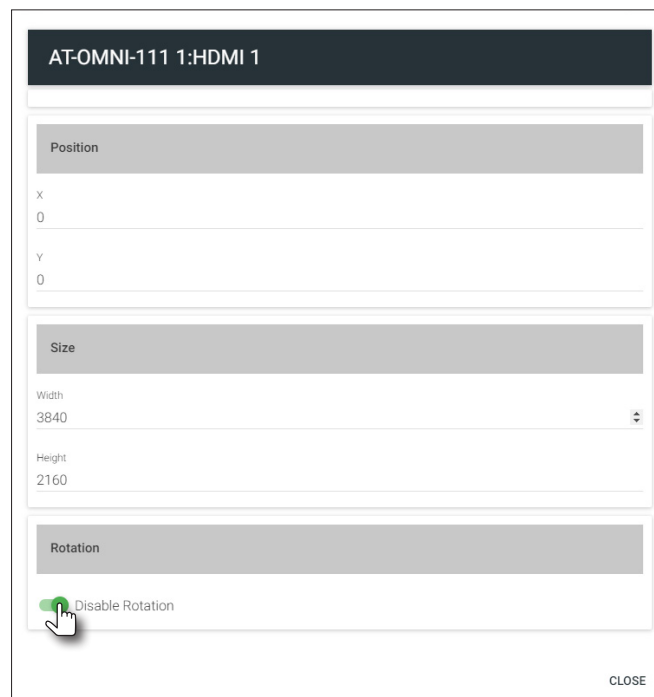 AT-OMNI-111 1:HDMI 1
Position
X
0
Y
0
Size
Width
3840
Height
2160
Rotation
Disable Rotation
CLOSE